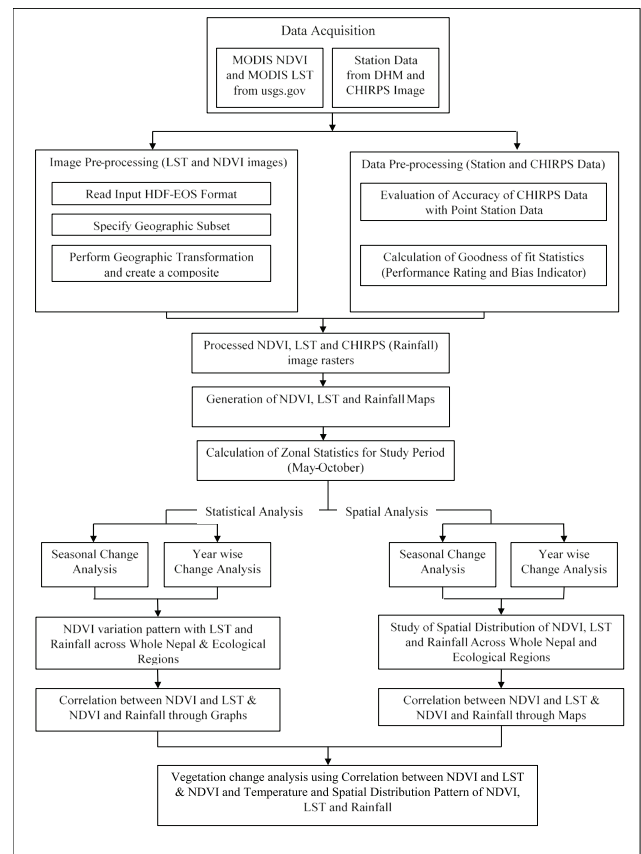 Data Acquisition
MODIS NDVI
and MODIS LST
from usgs.gov
Station Data
from DHM and
CHIRPS Image
Image Pre-processing (LST and NDVI images)
Read Input HDF-EOS Format
Specify Geographic Subset
Perform Geographic Transformation
and create a composite
Data Pre-processing (Station and CHIRPS Data)
Evaluation of Accuracy of CHIRPS Data
with Point Station Data
Calculation of Goodness of fit Statistics
(Performance Rating and Bias Indicator)
Processed NDVI, LST and CHIRPS (Rainfall)
image rasters
Generation of NDVI, LST and Rainfall Maps
Calculation of Zonal Statistics for Study Period
(May-October)
Statistical Analysis
Spatial Analysis
Seasonal Change
Analysis
Year wise
Change Analysis
Seasonal Change
Analysis
Year wise
Change Analysis
NDVI variation pattern with LST and
Rainfall across Whole Nepal & Ecological
Regions
Study of Spatial Distribution of NDVI, LST
and Rainfall Across Whole Nepal and
Ecological Regions
Correlation between NDVI and LST &
NDVI and Rainfall through Graphs
Correlation between NDVI and LST &
NDVI and Rainfall through Maps
Vegetation change analysis using Correlation between NDVI and LST
& NDVI and Temperature and Spatial Distribution Pattern of NDVI,
LST and Rainfall